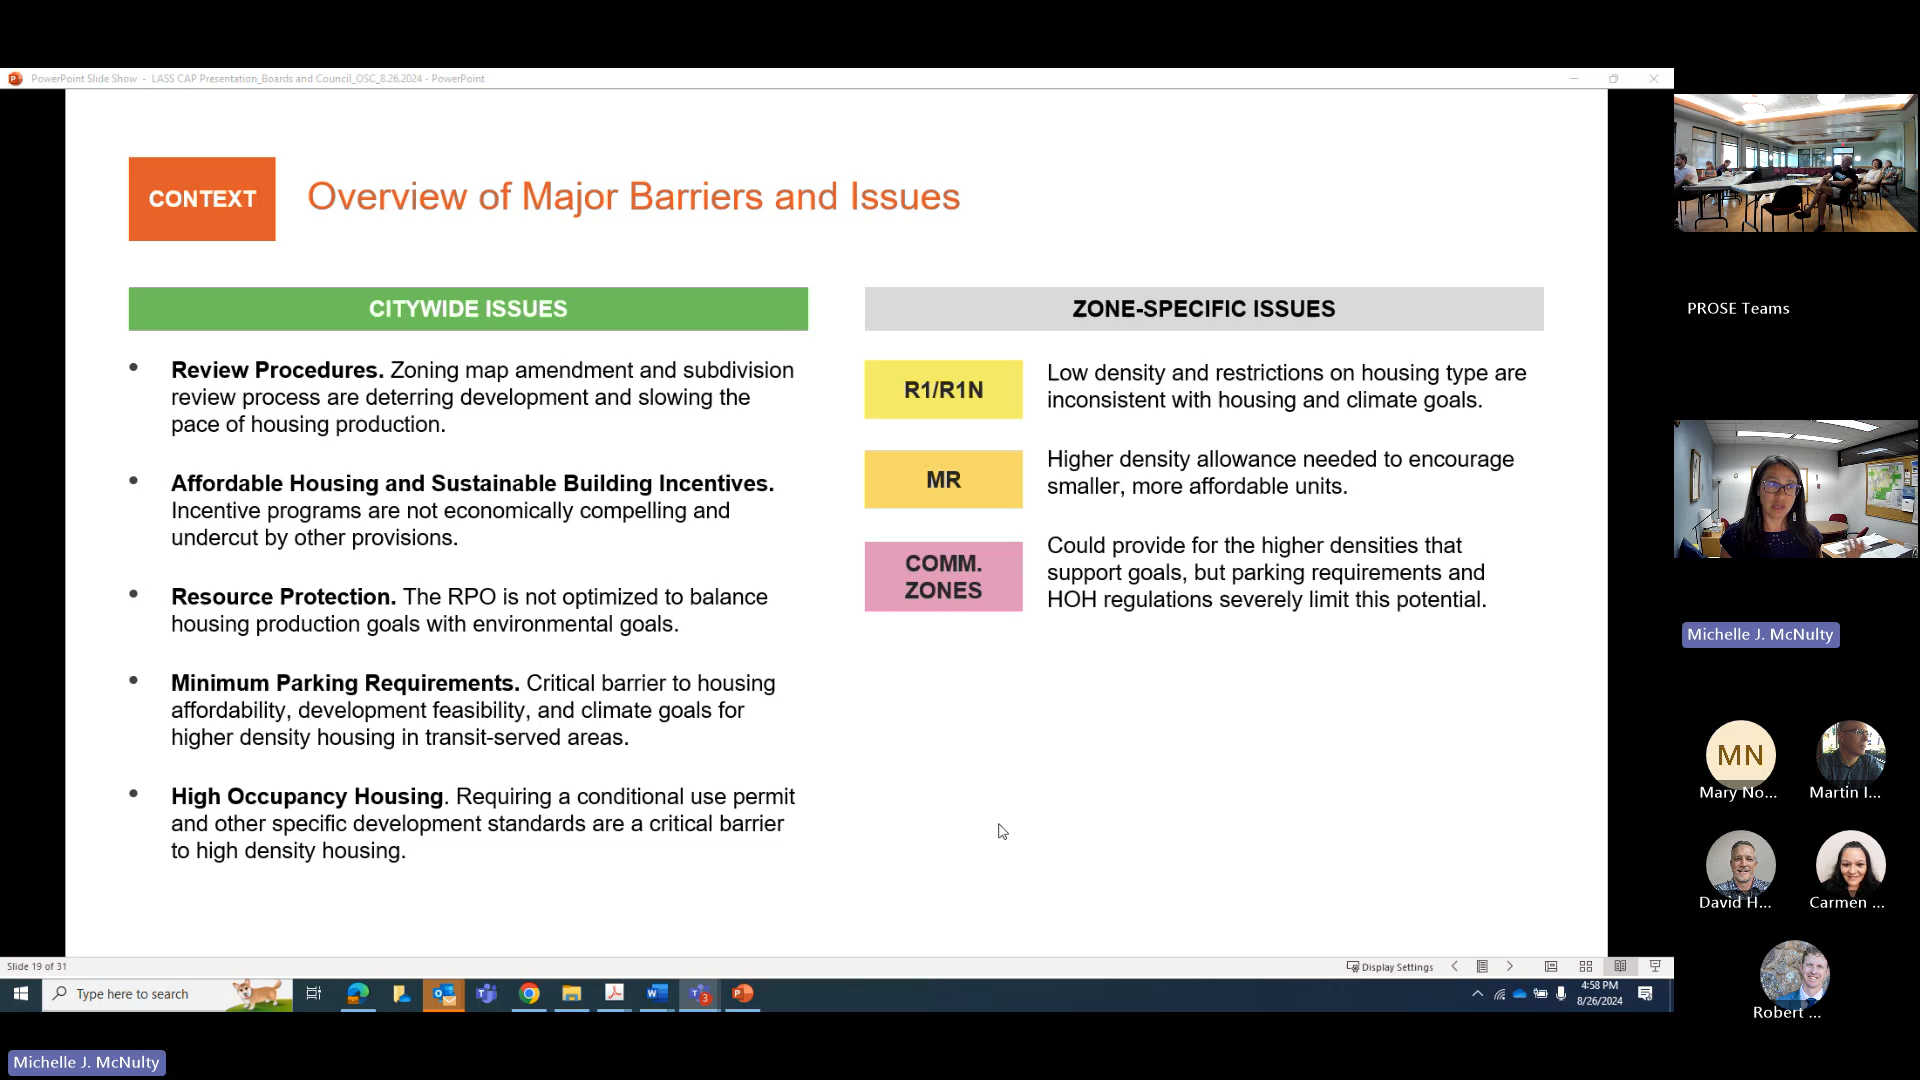 PowerPoint Slide Show - LASS CAP Presentation_Boards and Council_OSC_8.26.2024 - PowerPoint
CONTEXT
Overview of Major Barriers and Issues
CITYWIDE ISSUES
• Review Procedures. Zoning map amendment and subdivision
review process are deterring development and slowing the
pace of housing production.
• Affordable Housing and Sustainable Building Incentives.
Incentive programs are not economically compelling and
undercut by other provisions.
• Resource Protection. The RPO is not optimized to balance
housing production goals with environmental goals.
• Minimum Parking Requirements. Critical barrier to housing
affordability, development feasibility, and climate goals for
higher density housing in transit-served areas.
• High Occupancy Housing. Requiring a conditional use permit
and other specific development standards are a critical barrier
to high density housing.
ZONE-SPECIFIC ISSUES
R1/R1N
Low density and restrictions on housing type are
inconsistent with housing and climate goals.
MR
Higher density allowance needed to encourage
smaller, more affordable units.
COMM.
ZONES
Could provide for the higher densities that
support goals, but parking requirements and
HOH regulations severely limit this potential.
PROSE Teams
Michelle J. McNulty
MN
Mary No...
Martin I...
David H...
Carmen ...
Robert ...
Slide 19 of 31
Display Settings
Type here to search
3
4:58 PM
8/26/2024
Michelle J. McNulty